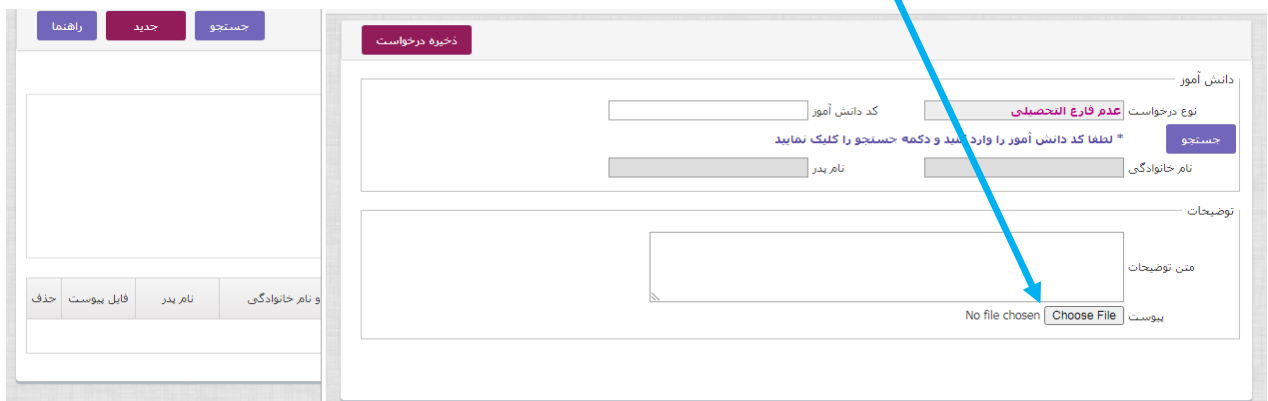 جستجو جدید راهنما
و نام خانوادگی نام پدر فایل پیوست حذف
ذخیره درخواست
دانش آموز
نوع درخواست عدم فارغ التحصیلی کد دانش آموز
جستجو * لطفا کد دانش آموز را وارد کنید و دکمه جستجو را کلیک نمایید
نام خانوادگی نام پدر
توضیحات
متن توضیحات
پیوست Choose File No file chosen